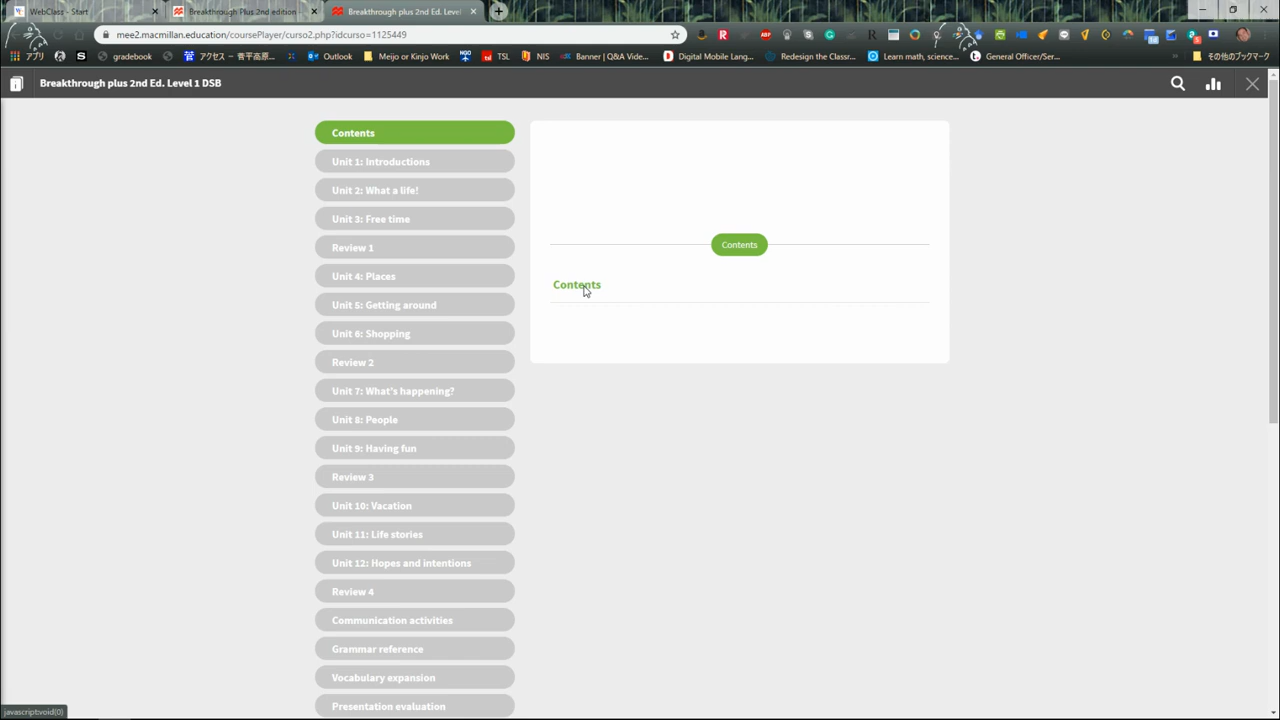 WebClass - Start
Breakthrough Plus 2nd edition -
Breakthrough plus 2nd Ed. Level
mee2.macmillan.education/coursePlayer/curso2.php?idcurso=1125449
アプリ
gradebook
アクセス – 菅平高原...
Outlook
Meijo or Kinjo Work
TSL
NIS
Banner | Q&A Vide...
Digital Mobile Lang...
Redesign the Classr...
Learn math, science...
General Officer/Ser...
その他のブックマーク
Breakthrough plus 2nd Ed. Level 1 DSB
Contents
Unit 1: Introductions
Unit 2: What a life!
Unit 3: Free time
Review 1
Unit 4: Places
Unit 5: Getting around
Unit 6: Shopping
Review 2
Unit 7: What's happening?
Unit 8: People
Unit 9: Having fun
Review 3
Unit 10: Vacation
Unit 11: Life stories
Unit 12: Hopes and intentions
Review 4
Communication activities
Grammar reference
Vocabulary expansion
Presentation evaluation
Contents
Contents
javascript:void(0)